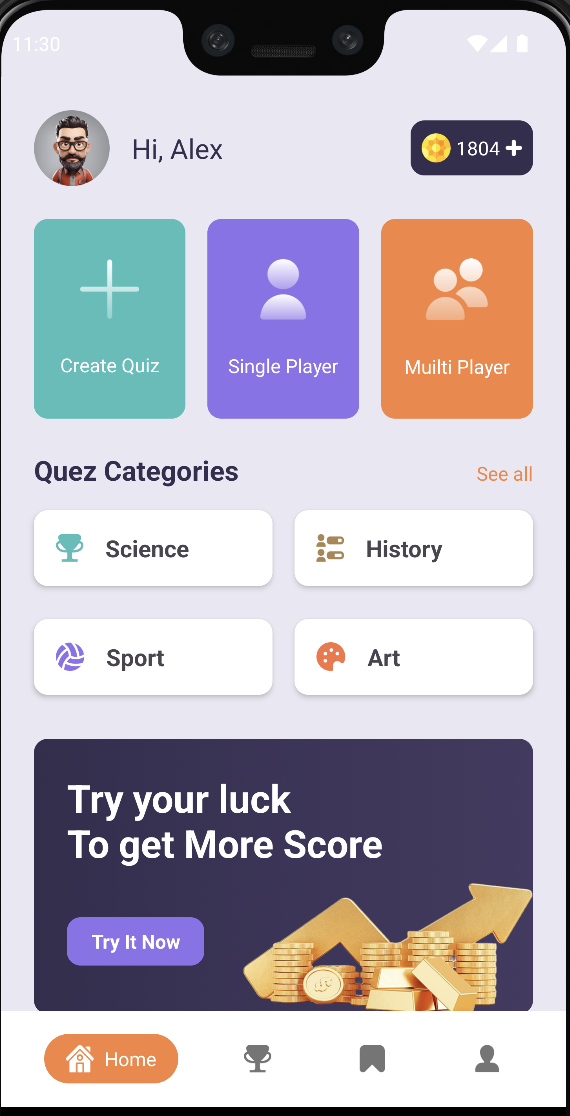 11:30
Hi, Alex
1804
Create Quiz
Single Player
Muilti Player
Quez Categories
See all
Science
History
Sport
Art
Try your luck
To get More Score
Try It Now
Home